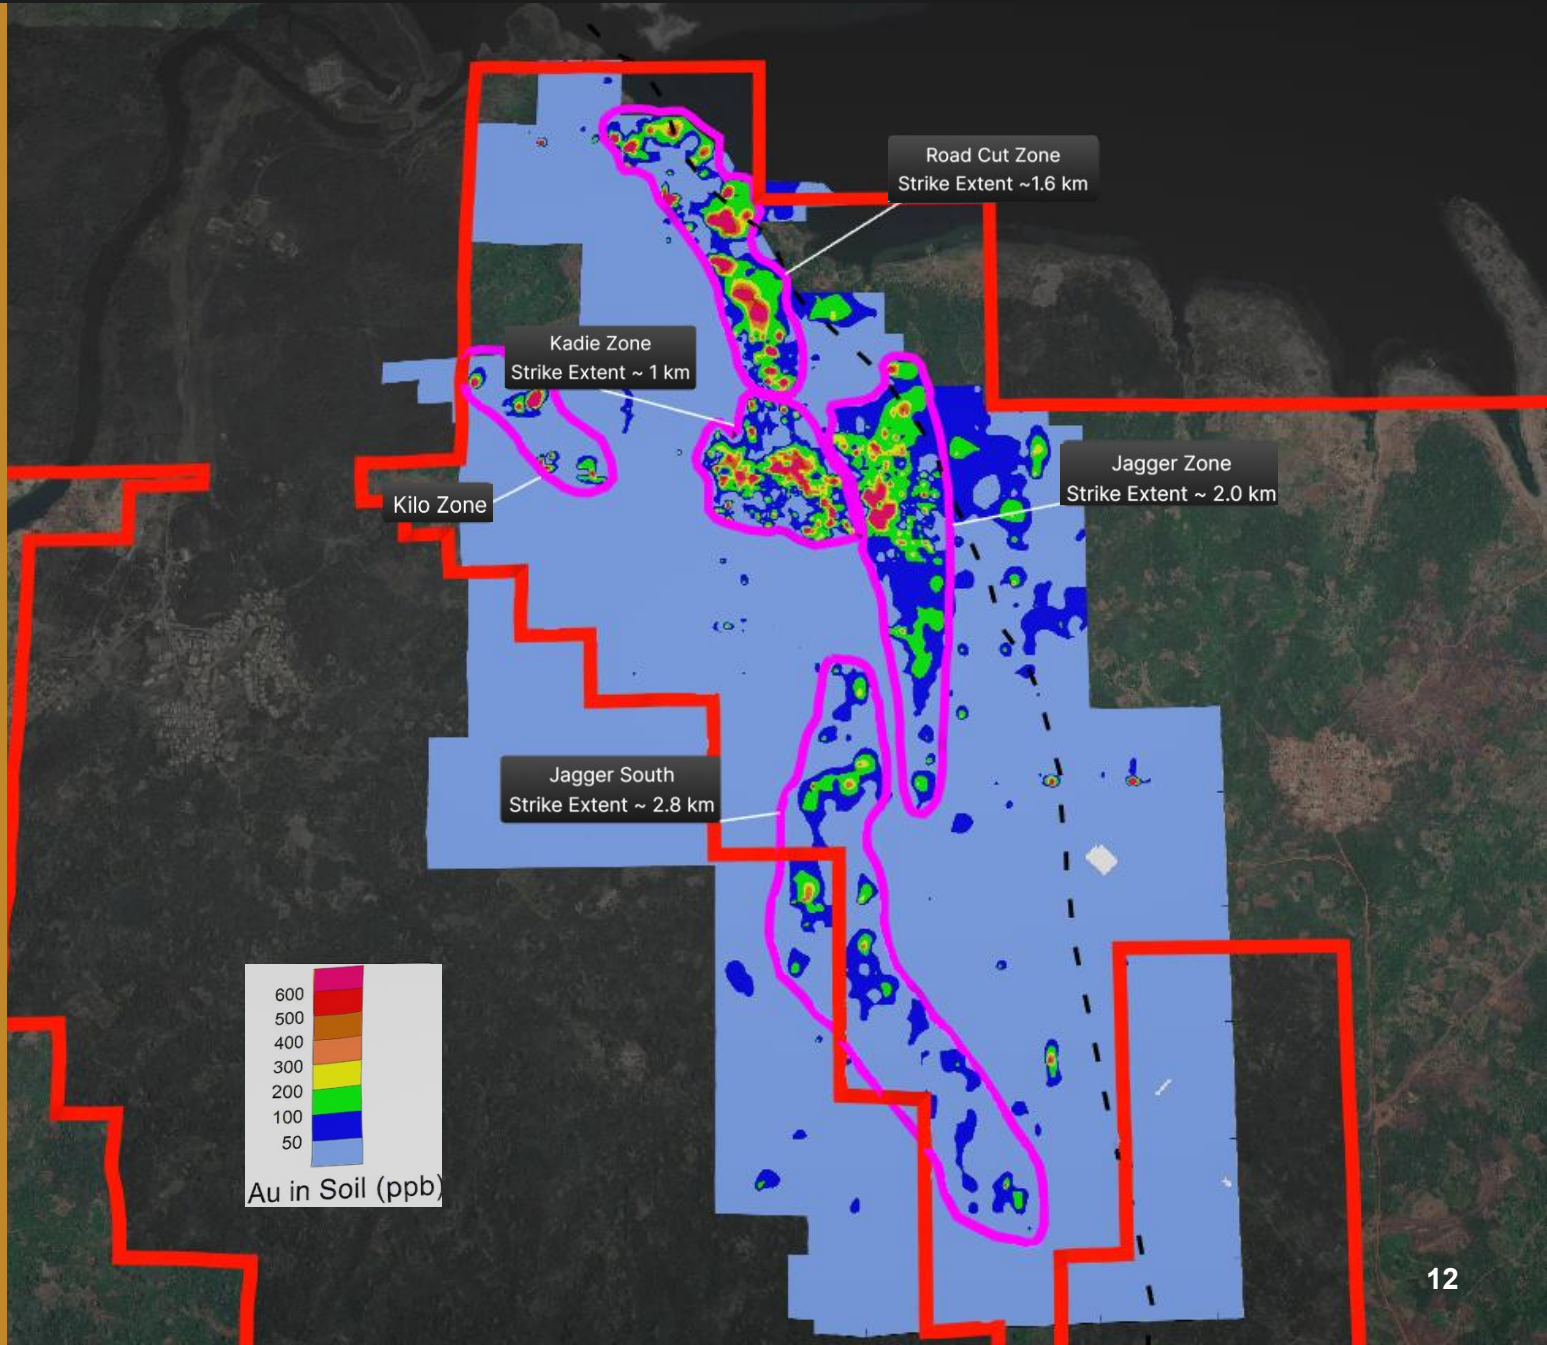 Road Cut Zone
Strike Extent ~1.6 km
Kadie Zone
Strike Extent ~ 1 km
Jagger Zone
Strike Extent ~ 2.0 km
Kilo Zone
Jagger South
Strike Extent ~ 2.8 km
600
500
400
300
200
100
50
Au in Soil (ppb)
12